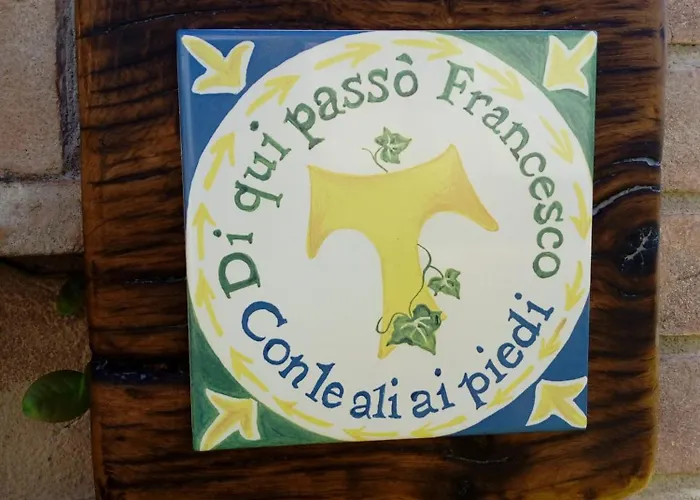 Di qui passò Francesco
Con le ali ai piedi